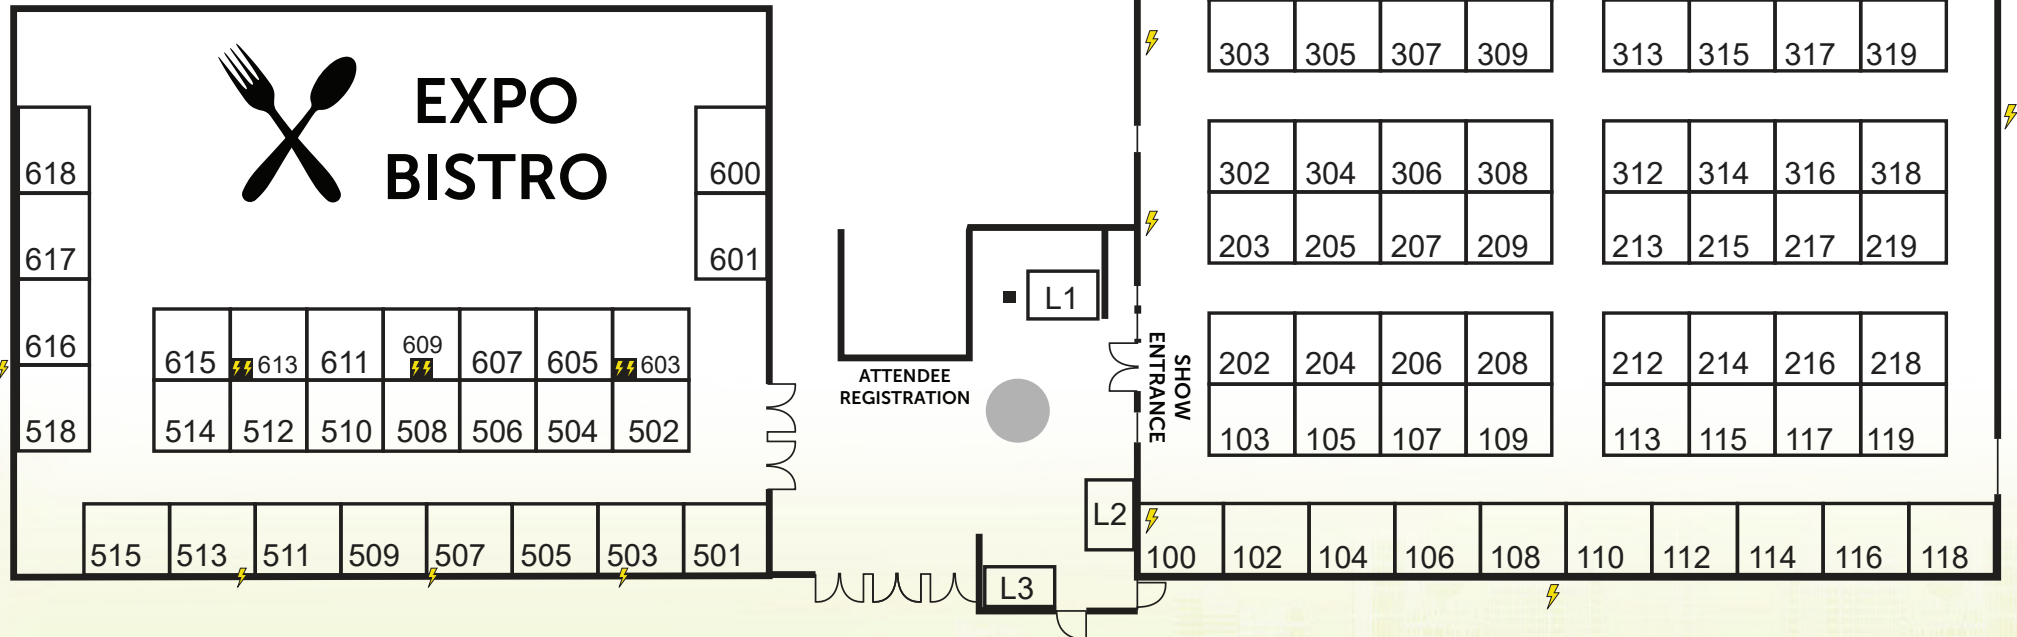 303 305 307 309 313 315 317 319
EXPO
BISTRO
618 600 302 304 306 308 312 314 316 318
617 601 203 205 207 209 213 215 217 219
L1
616 615 613 611 609 607 605 603 202 204 206 208 212 214 216 218
ATTENDEE
REGISTRATION
SHOW
ENTRANCE
518 514 512 510 508 506 504 502 103 105 107 109 113 115 117 119
L2
515 513 511 509 507 505 503 501 100 102 104 106 108 110 112 114 116 118
L3